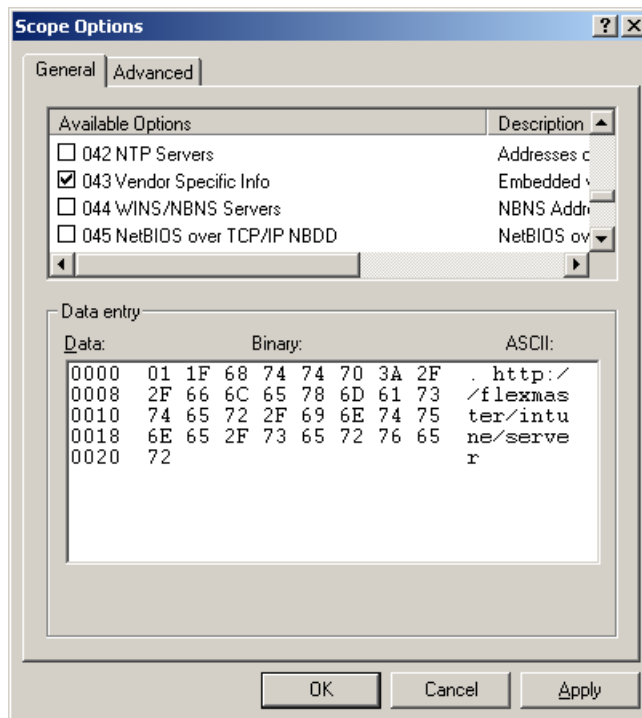 Scope Options
General Advanced
Available Options Description
042 NTP Servers Addresses o
043 Vendor Specific Info Embedded v
044 WINS/NBNS Servers NBNS Addr
045 NetBIOS over TCP/IP NBDD NetBIOS ov
Data entry
Data: Binary: ASCII:
0000 01 1F 68 74 74 70 3A 2F . http:/
0008 2F 66 6C 65 78 6D 61 73 /flexmas
0010 74 65 72 2F 69 6E 74 75 ter/intu
0018 6E 65 2F 73 65 72 76 65 ne/serve
0020 72 r
OK Cancel Apply